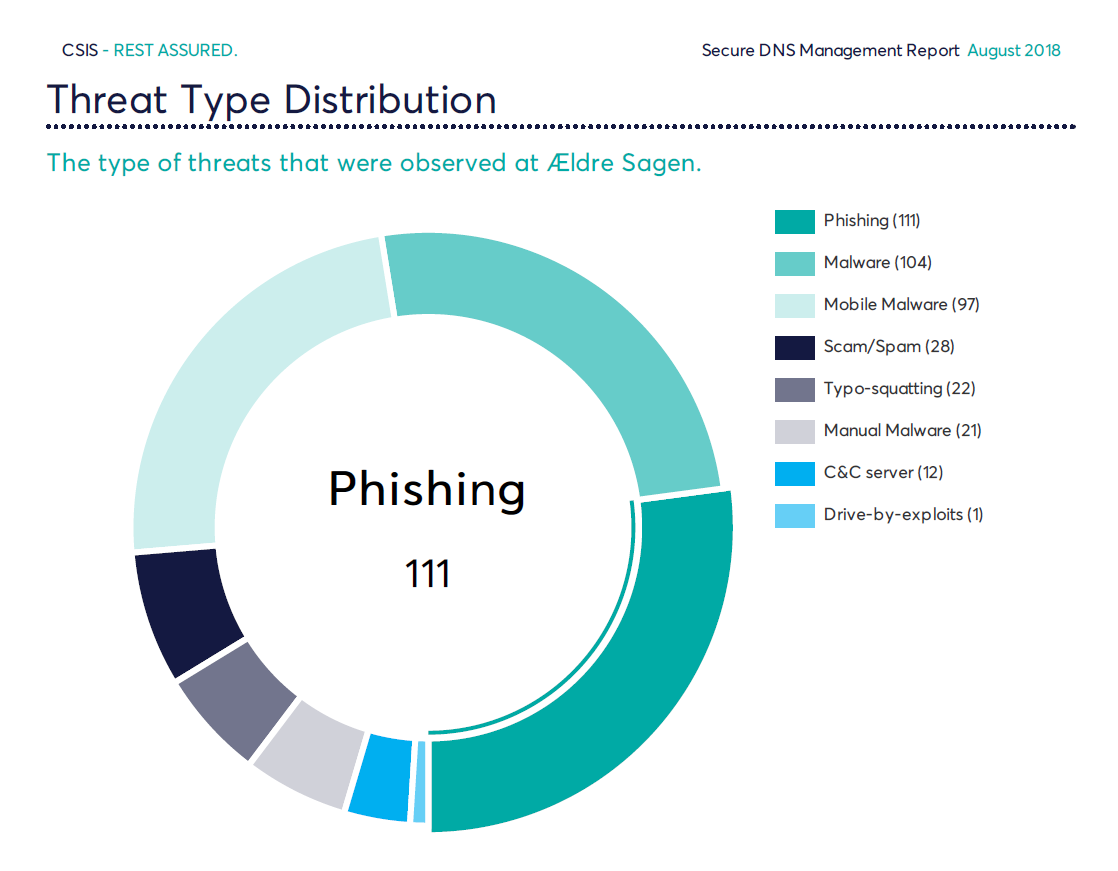 CSIS - REST ASSURED.
Secure DNS Management Report August 2018
Threat Type Distribution
The type of threats that were observed at Ældre Sagen.
Phishing (111)
Malware (104)
Mobile Malware (97)
Scam/Spam (28)
Typo-squatting (22)
Manual Malware (21)
C&C server (12)
Drive-by-exploits (1)
Phishing
111